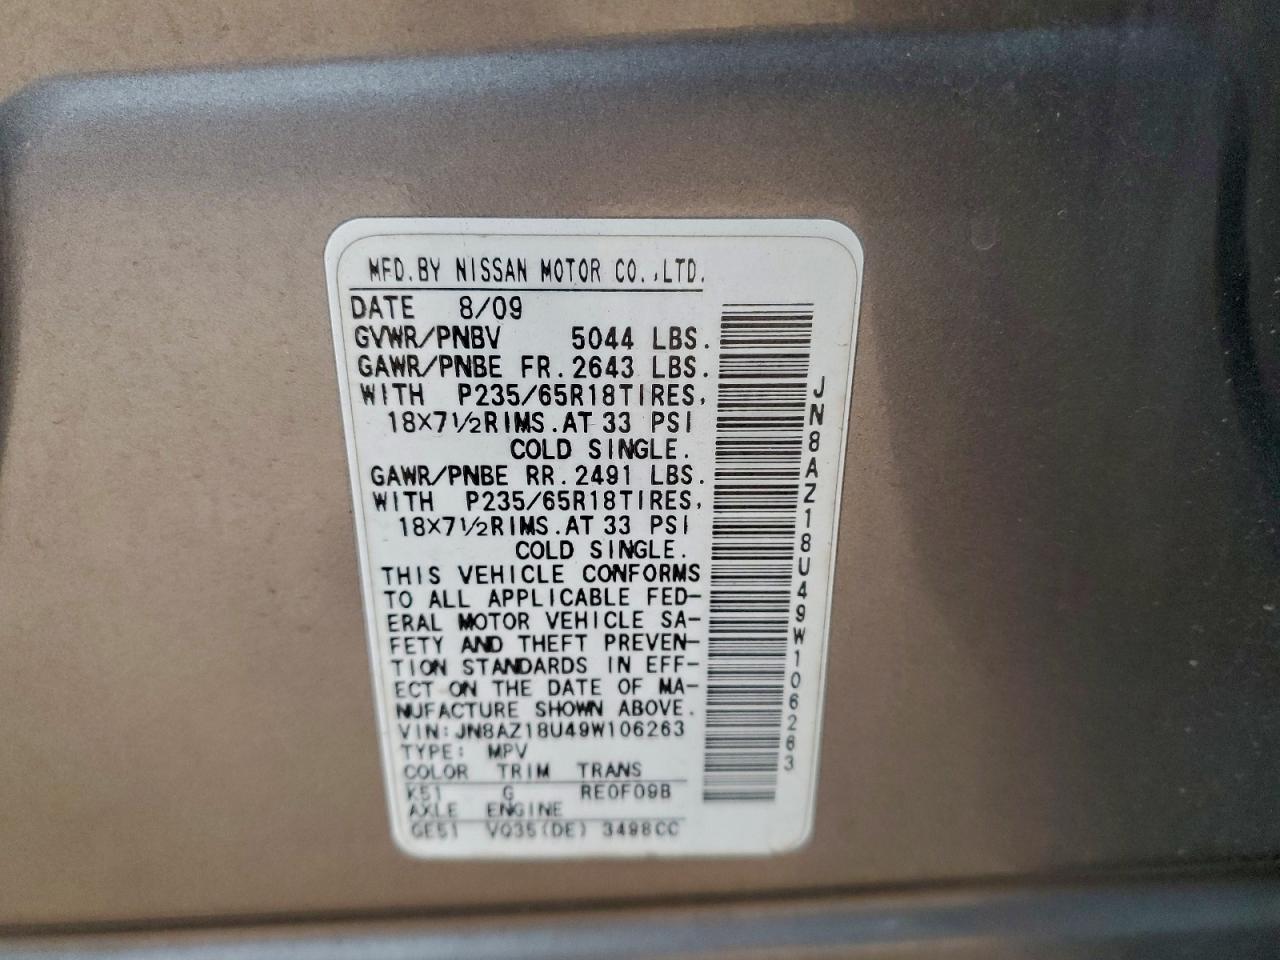 MFD.BY NISSAN MOTOR CO.,LTD.
DATE 8/09
GVWR/PNBV 5044 LBS.
GAWR/PNBE FR.2643 LBS.
WITH P235/65R18TIRES,
18×7½RIMS.AT 33 PSI
COLD SINGLE.
GAWR/PNBE RR.2491 LBS.
WITH P235/65R18TIRES,
18×7½RIMS.AT 33 PSI
COLD SINGLE.
THIS VEHICLE CONFORMS
TO ALL APPLICABLE FED-
ERAL MOTOR VEHICLE SA-
FETY AND THEFT PREVEN-
TION STANDARDS IN EFF-
ECT ON THE DATE OF MA-
NUFACTURE SHOWN ABOVE.
VIN:JN8AZ18U49W106263
TYPE: MPV
COLOR TRIM TRANS
K51 G RE0F09B
AXLE ENGINE
GE51 VQ35(DE) 3498CC
JN8AZ18U49W106263